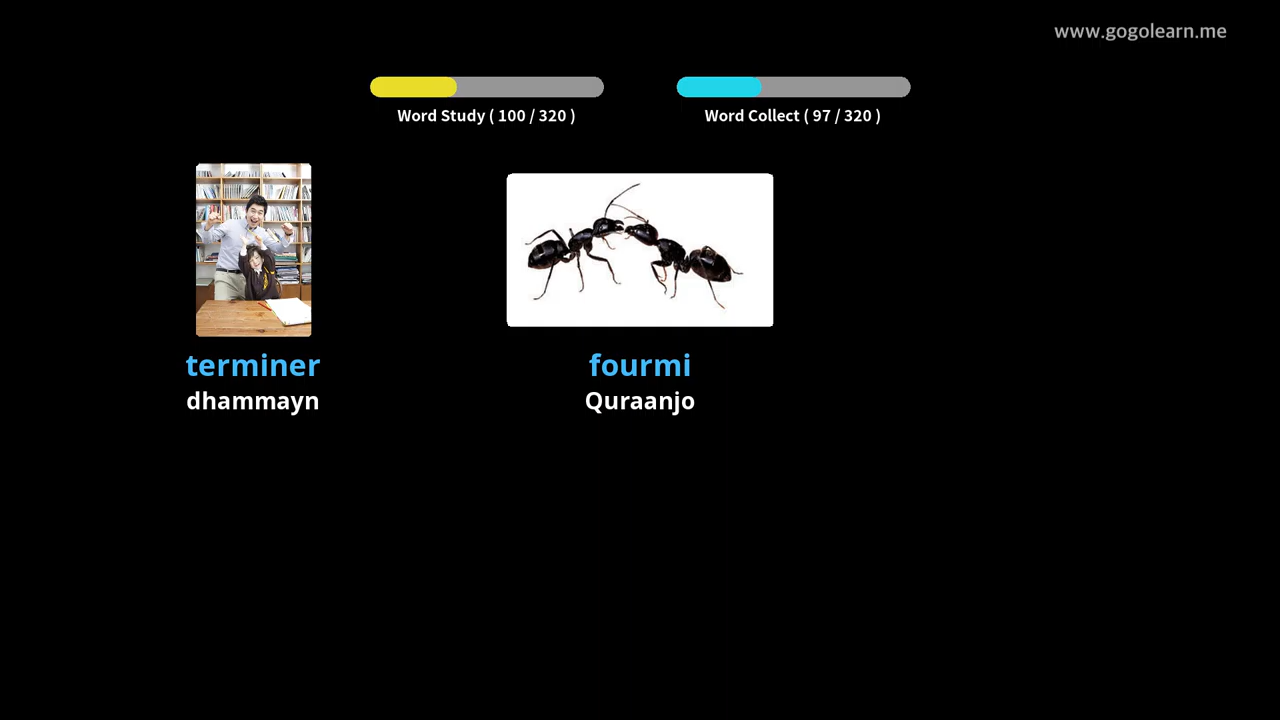 www.gogolearn.me
Word Study ( 100 / 320 )
Word Collect ( 97 / 320 )
terminer
dhammayn
fourmi
Quraanjo